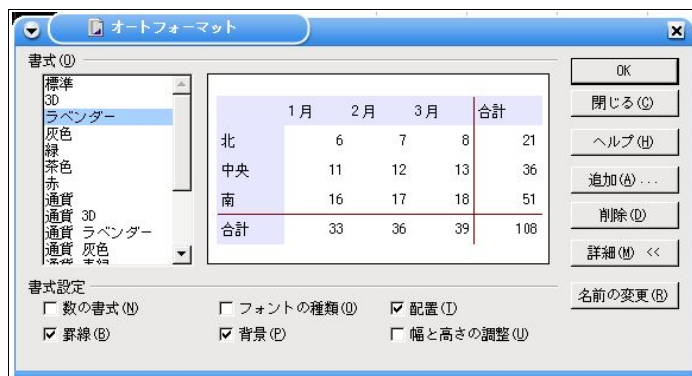 オートフォーマット
書式(O)
標準
3D
ラベンダー
灰色
緑
茶色
赤
通貨
通貨 3D
通貨 ラベンダー
通貨 灰色
1月 2月 3月 合計
北 6 7 8 21
中央 11 12 13 36
南 16 17 18 51
合計 33 36 39 108
OK
閉じる(C)
ヘルプ(H)
追加(A)...
削除(D)
詳細(M) <<
名前の変更(R)
書式設定
数の書式(N) フォントの種類(O) 配置(T)
罫線(B) 背景(P) 幅と高さの調整(U)